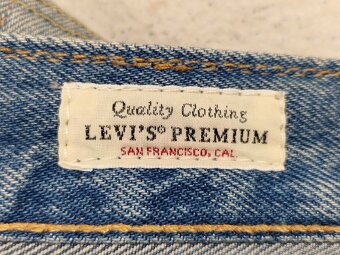 Quality Clothing
LEVI'S® PREMIUM
SAN FRANCISCO, CAL.